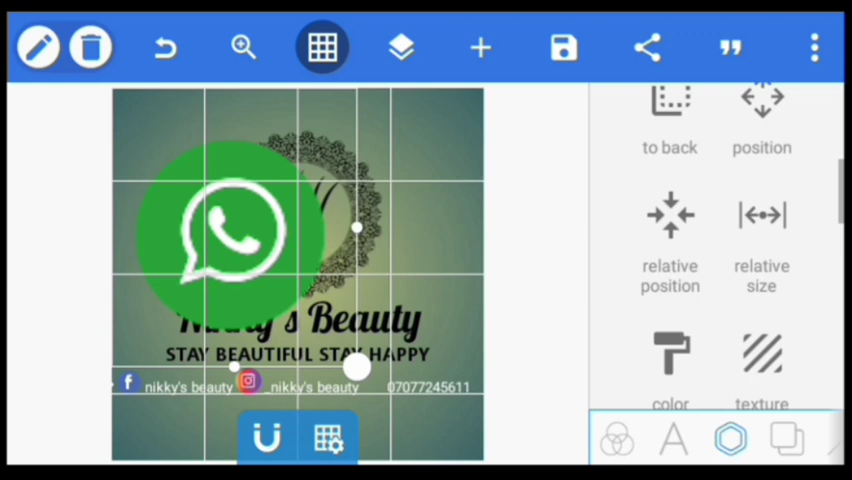 to back
position
relative position
relative size
color
texture
Nikky's Beauty
STAY BEAUTIFUL STAY HAPPY
nikky's beauty
_nikky's beauty
07077245611